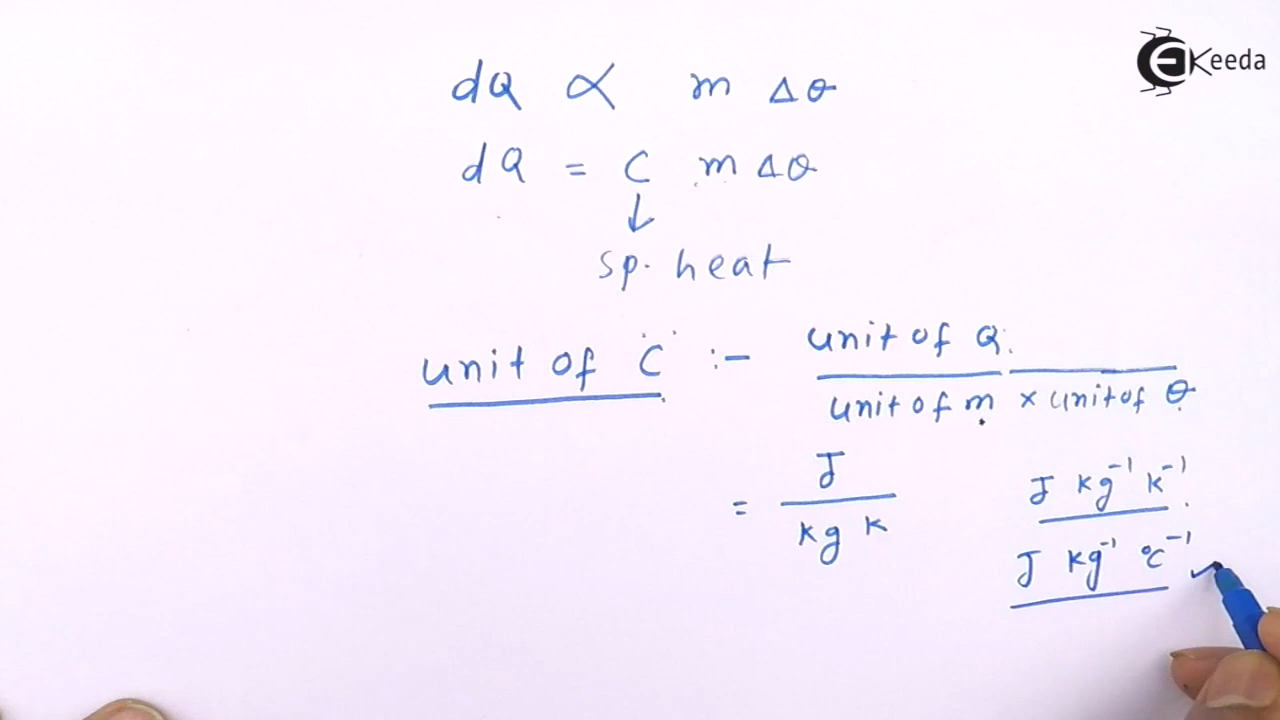 EKeeda
dQ ∝ m Δθ
dQ = C m Δθ
↓
sp. heat
unit of C :- unit of Q / unit of m × unit of θ
= J / kg K
J kg⁻¹ K⁻¹
J kg⁻¹ °C⁻¹ ✓